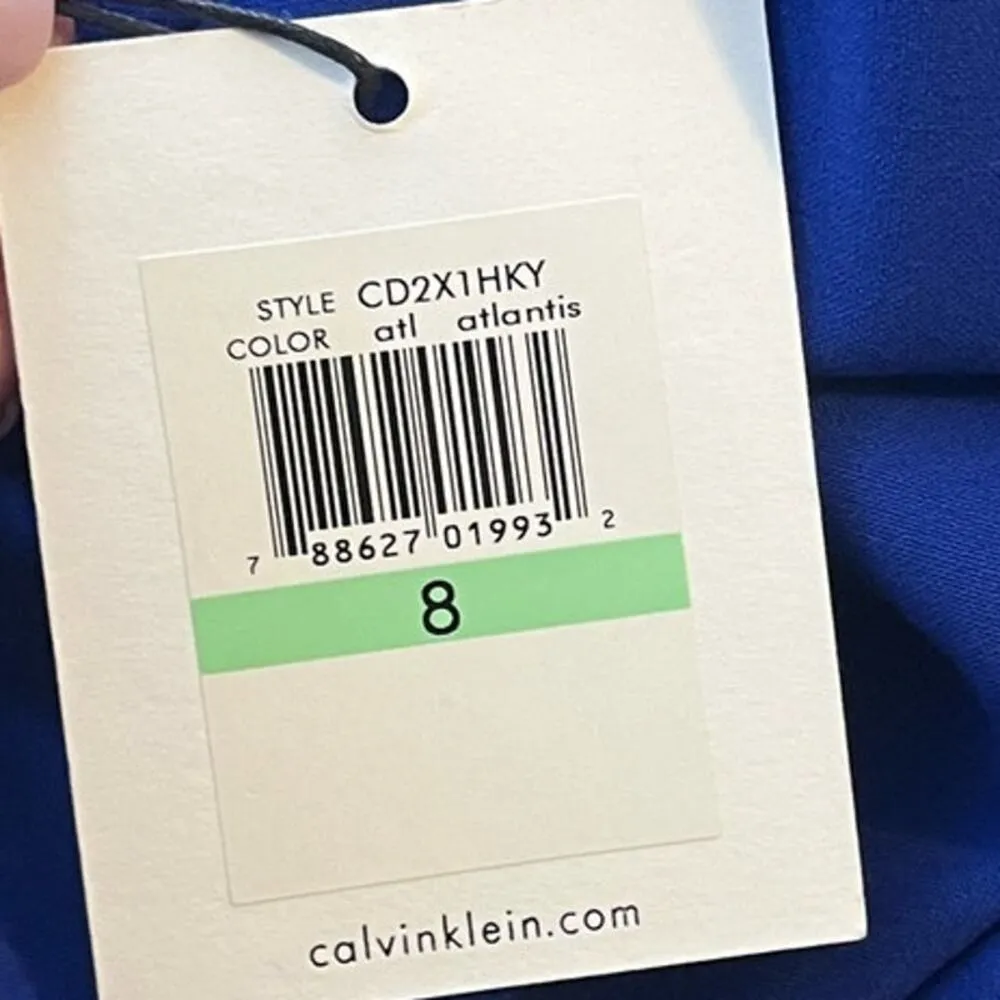 STYLE CD2X1HKY
COLOR atl atlantis
7 88627 01993 2
8
calvinklein.com